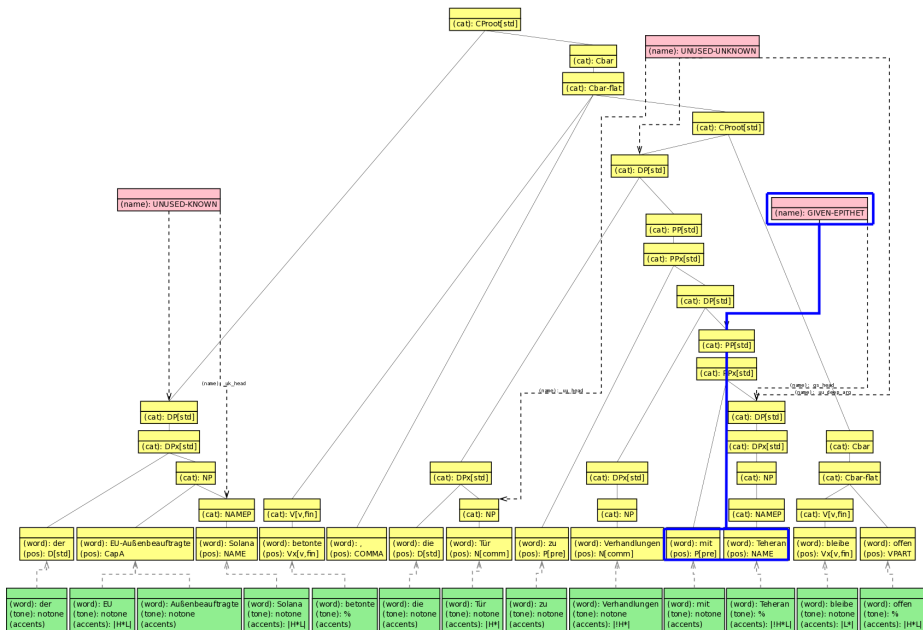 (cat): CProot[std]
(cat): Cbar
(name): UNUSED-UNKNOWN
(cat): Cbar-flat
(cat): CProot[std]
(cat): DP[std]
(name): UNUSED-KNOWN
(name): GIVEN-EPITHET
(cat): PP[std]
(cat): PPx[std]
(cat): DP[std]
(cat): PP[std]
(cat): PPx[std]
(name): uk_head
(name): uu_head
(name): gx_head
(cat): DP[std]
(cat): DP[std]
(cat): DPx[std]
(cat): DPx[std]
(cat): Cbar
(cat): NP
(cat): DPx[std]
(cat): DPx[std]
(cat): NP
(cat): Cbar-flat
(cat): NAMEP
(cat): V[v,fin]
(cat): NP
(cat): NP
(cat): NAMEP
(cat): V[v,fin]
(word): der
(pos): D[std]
(word): EU-Außenbeauftragte
(pos): CapA
(word): Solana
(pos): NAME
(word): betonte
(pos): Vx[v,fin]
(word): ,
(pos): COMMA
(word): die
(pos): D[std]
(word): Tür
(pos): N[comm]
(word): zu
(pos): P[pre]
(word): Verhandlungen
(pos): N[comm]
(word): mit
(pos): P[pre]
(word): Teheran
(pos): NAME
(word): bleibe
(pos): Vx[v,fin]
(word): offen
(pos): VPART
(word): der
(tone): notone
(accents)
(word): EU
(tone): notone
(accents): |H*L|
(word): Außenbeauftragte
(tone): notone
(accents)
(word): Solana
(tone): notone
(accents): |H*L|
(word): betonte
(tone): %
(accents)
(word): die
(tone): notone
(accents)
(word): Tür
(tone): notone
(accents): |H*|
(word): zu
(tone): notone
(accents)
(word): Verhandlungen
(tone): notone
(accents): |!H*|
(word): mit
(tone): notone
(accents)
(word): Teheran
(tone): %
(accents): |!H*L|
(word): bleibe
(tone): notone
(accents): |L*|
(word): offen
(tone): %
(accents): |H*L|